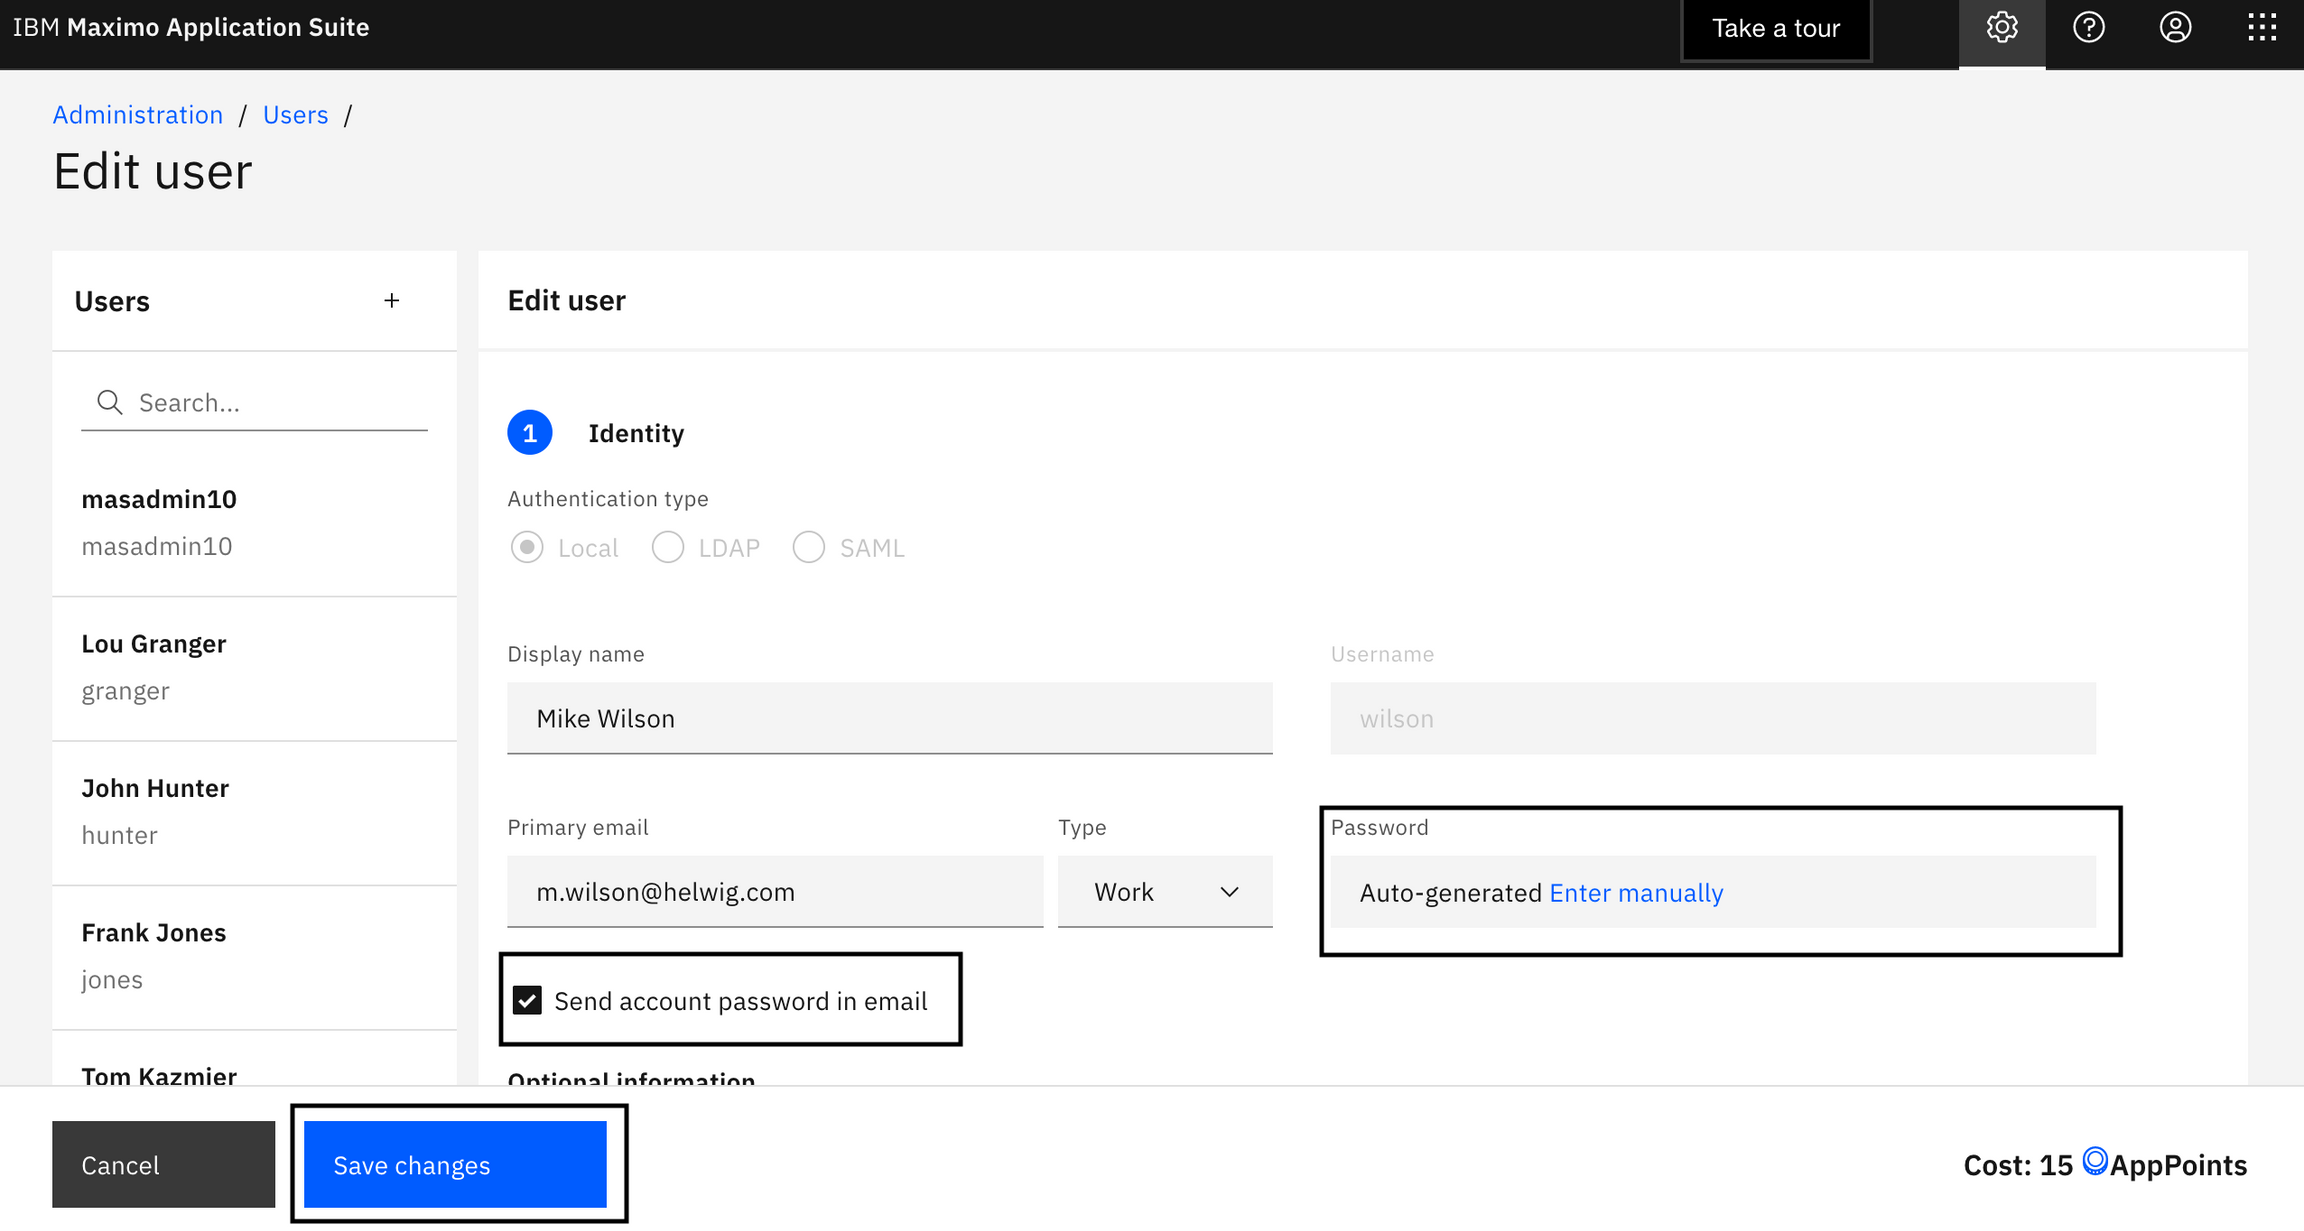 IBM Maximo Application Suite
Take a tour
Administration / Users /
Edit user
Users +
Search...
masadmin10
masadmin10
Lou Granger
granger
John Hunter
hunter
Frank Jones
jones
Tom Kazmier
Edit user
1 Identity
Authentication type
Local LDAP SAML
Display name
Mike Wilson
Username
wilson
Primary email
m.wilson@helwig.com
Type
Work
Password
Auto-generated Enter manually
Send account password in email
Optional information
Cancel
Save changes
Cost: 15 AppPoints